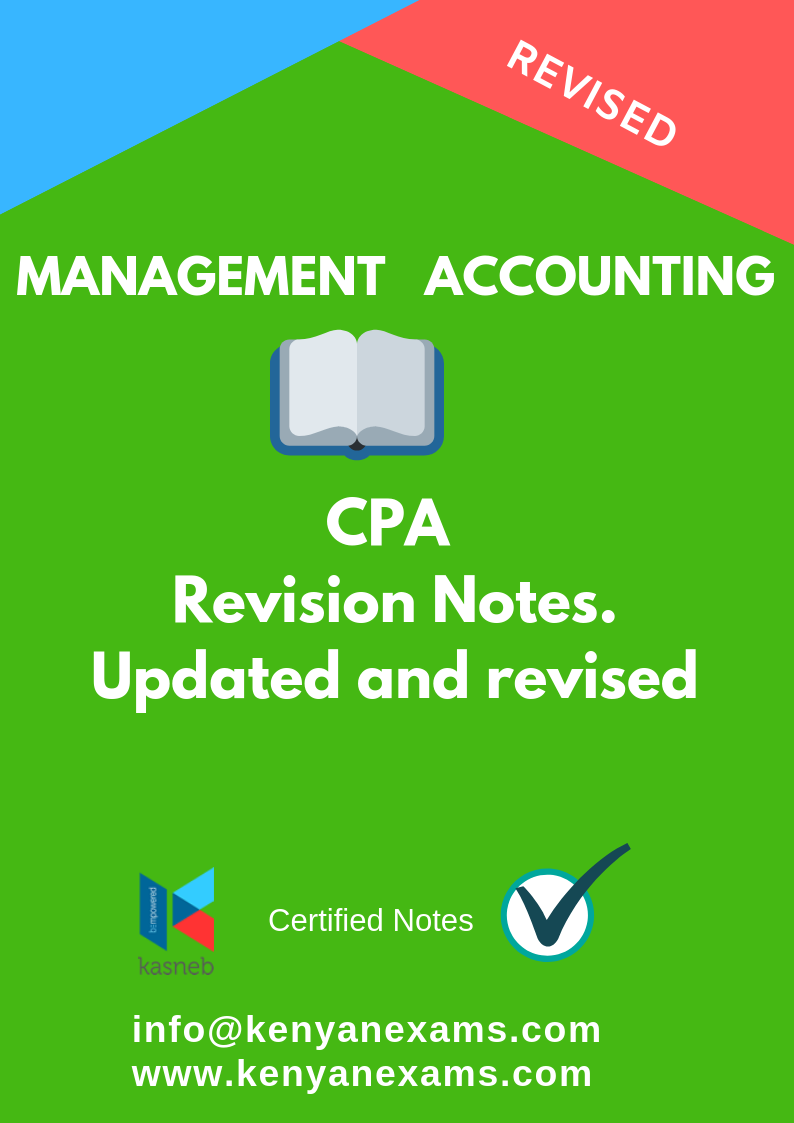 REVISED
MANAGEMENT ACCOUNTING
CPA
Revision Notes.
Updated and revised
bempowered
kasneb
Certified Notes
info@kenyanexams.com
www.kenyanexams.com